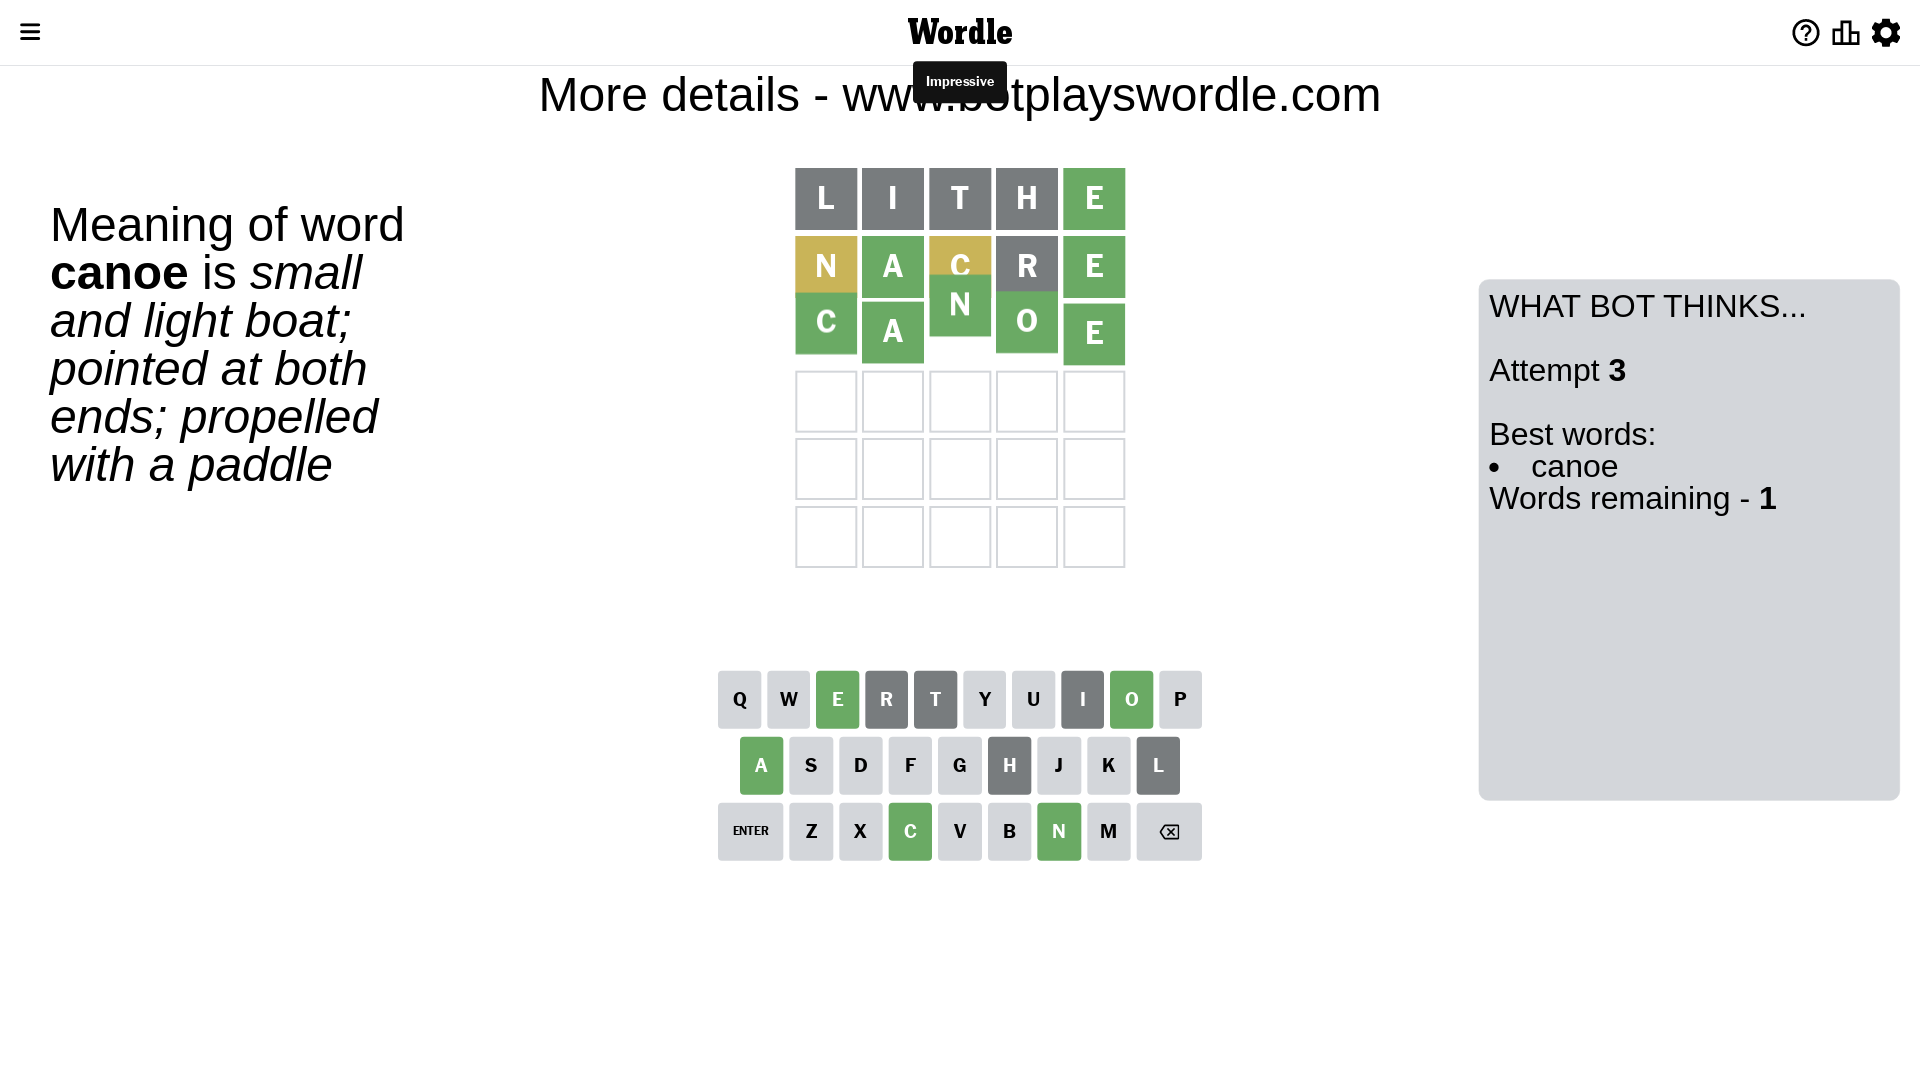 Wordle
Impressive
More details - www.botplayswordle.com
Meaning of word
canoe is small
and light boat;
pointed at both
ends; propelled
with a paddle
L I T H E
N A C R E
C A N O E
WHAT BOT THINKS...
Attempt 3
Best words:
• canoe
Words remaining - 1
Q W E R T Y U I O P
A S D F G H J K L
ENTER Z X C V B N M